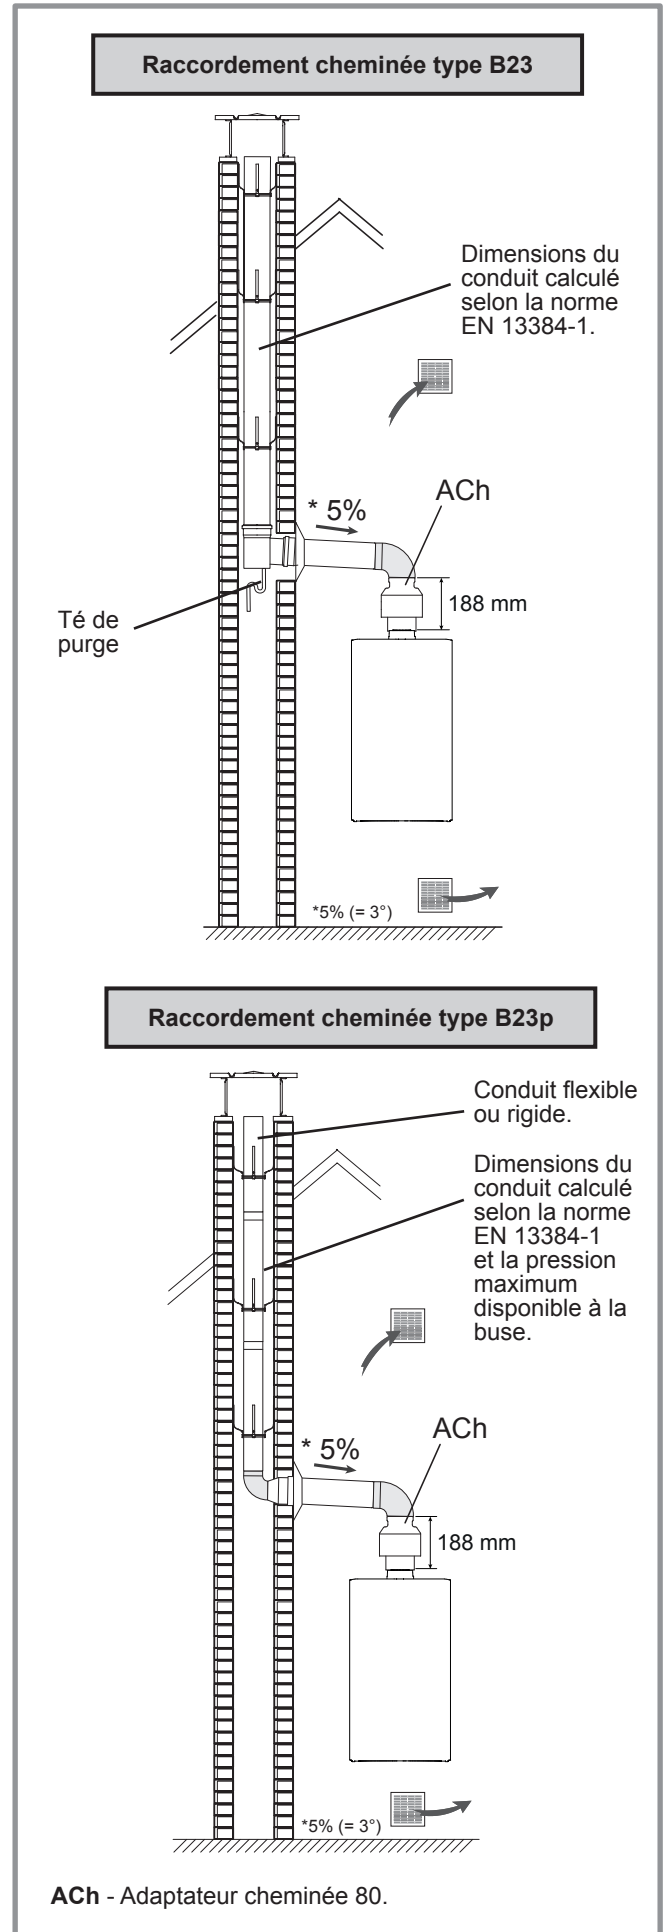 Raccordement cheminée type B23
Dimensions du
conduit calculé
selon la norme
EN 13384-1.
ACh
* 5%
188 mm
Té de
purge
*5% (= 3°)
Raccordement cheminée type B23p
Conduit flexible
ou rigide.
Dimensions du
conduit calculé
selon la norme
EN 13384-1
et la pression
maximum
disponible à la
buse.
ACh
* 5%
188 mm
*5% (= 3°)
ACh - Adaptateur cheminée 80.